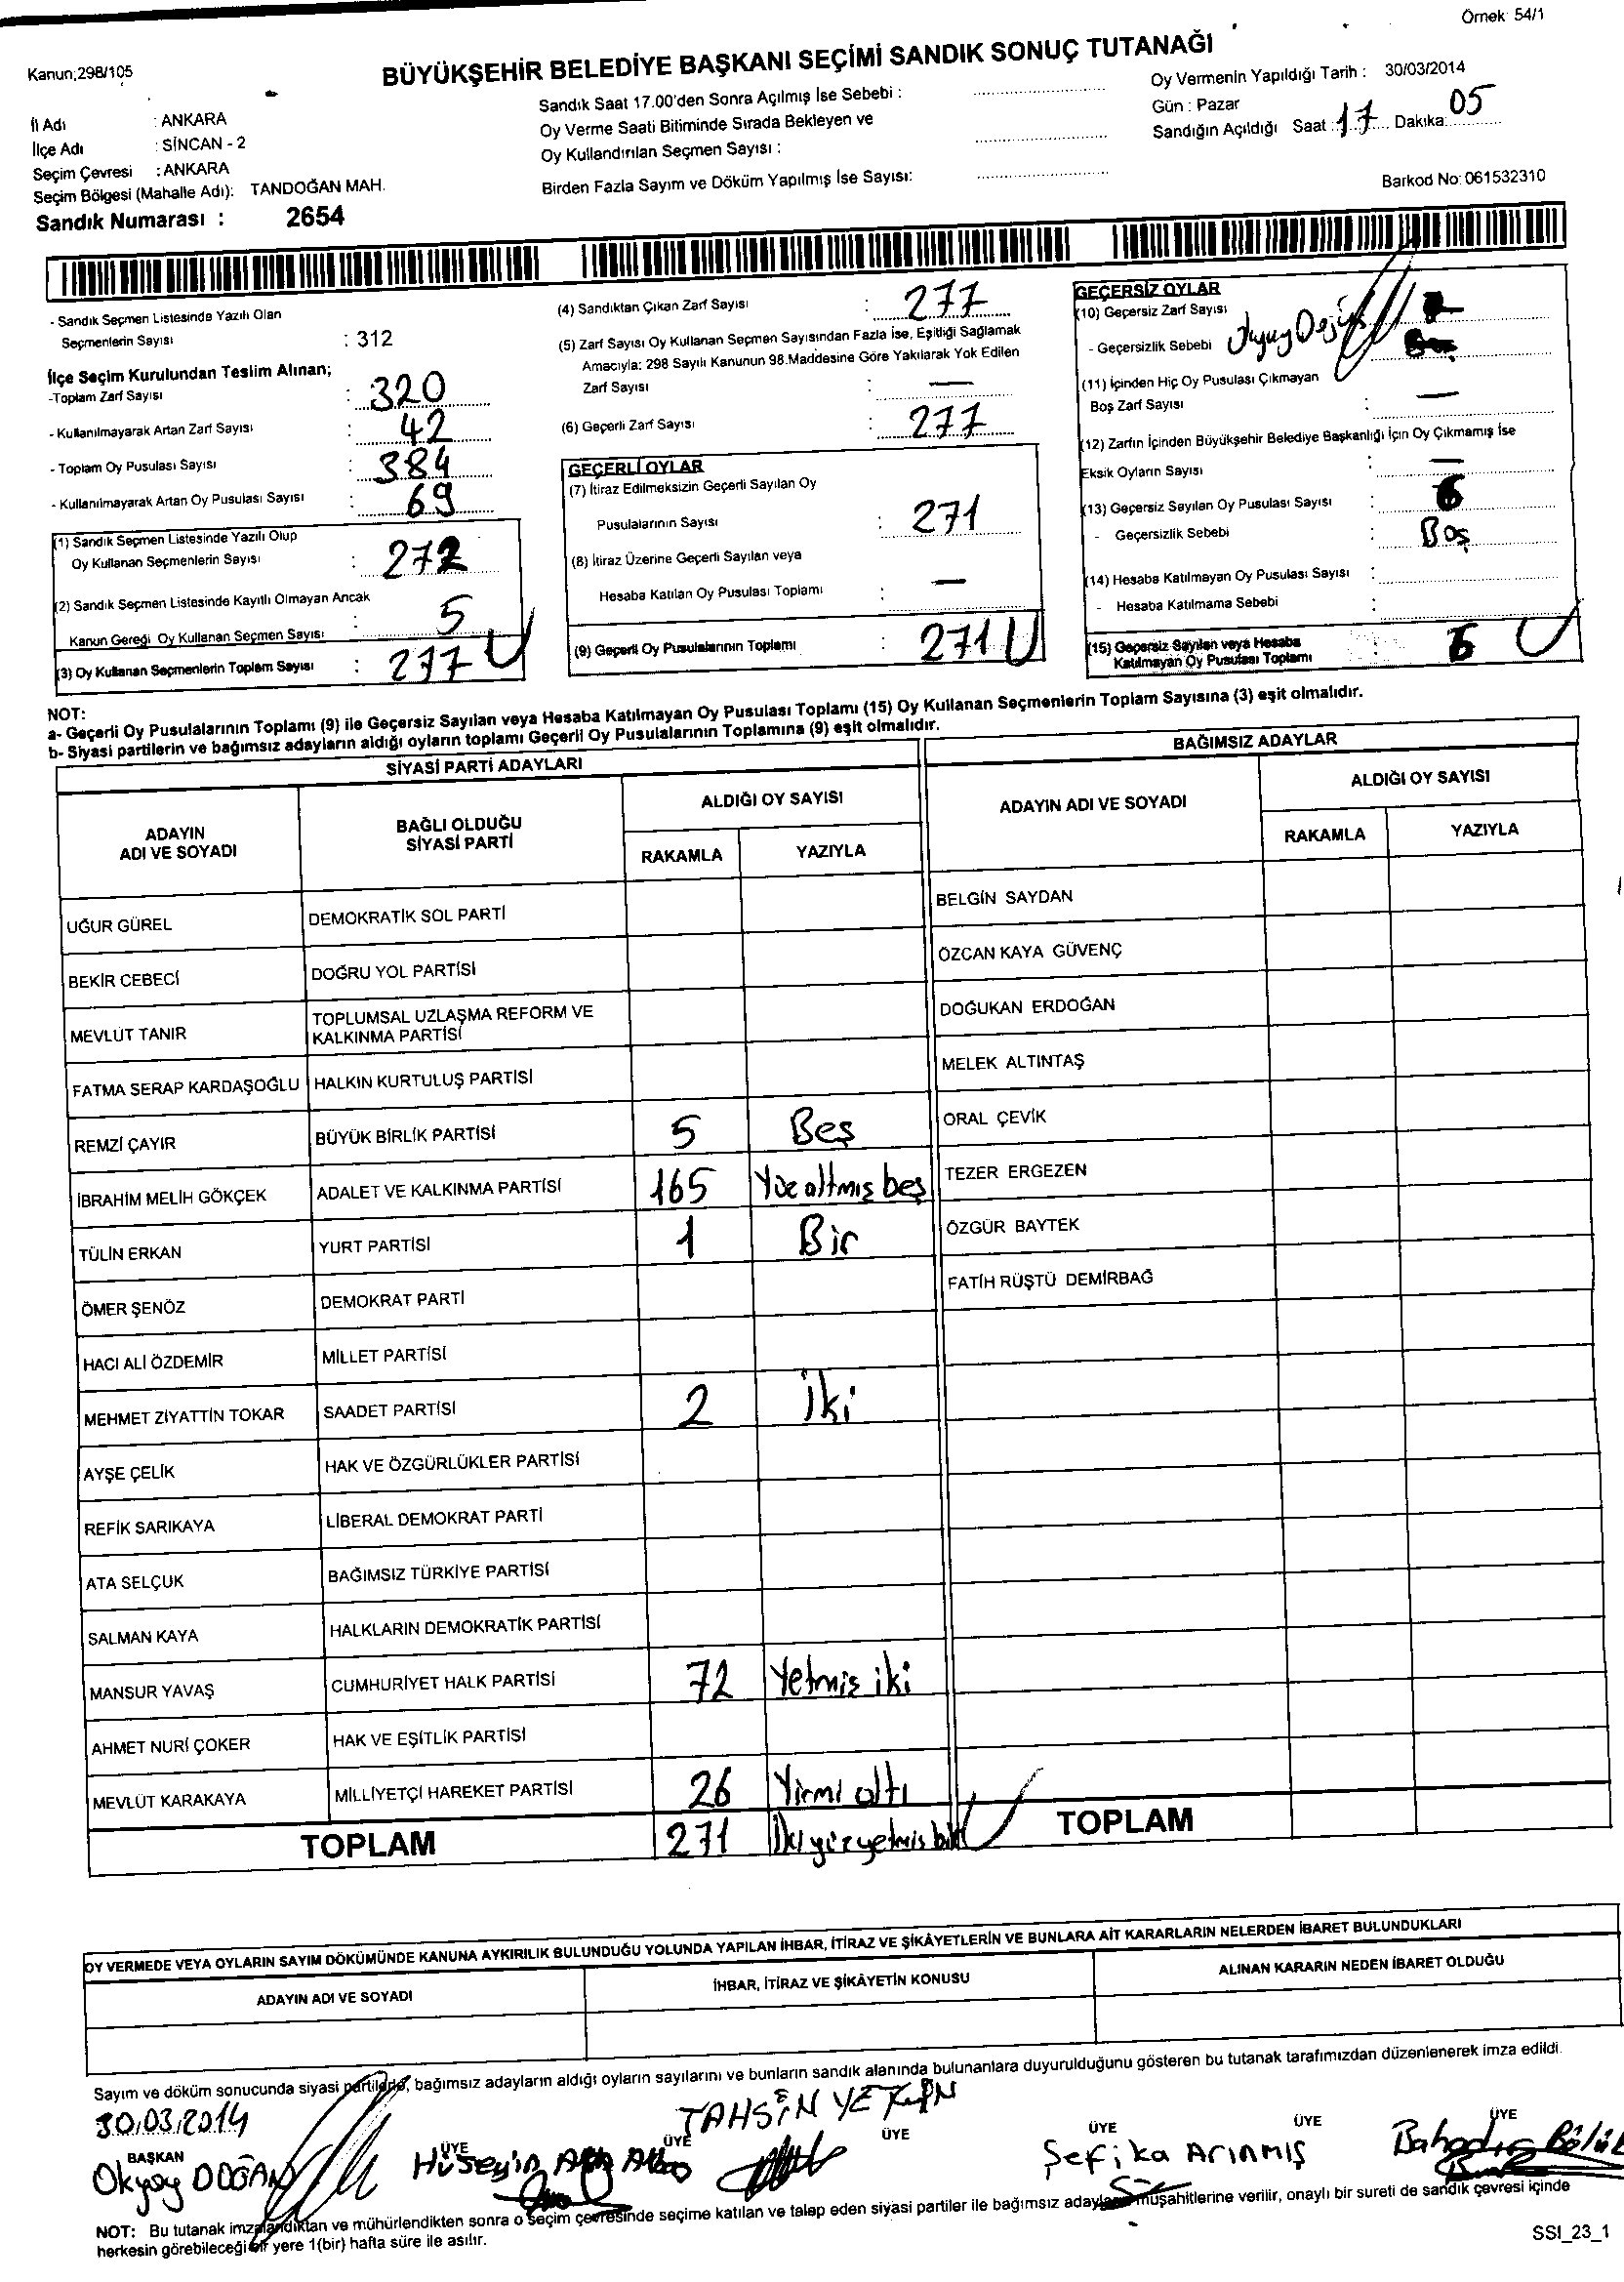 Örnek 54/1
Kanun;298/105
BÜYÜKŞEHİR BELEDİYE BAŞKANI SEÇİMİ SANDIK SONUÇ TUTANAĞI
İl Adı : ANKARA
İlçe Adı : SİNCAN - 2
Seçim Çevresi : ANKARA
Seçim Bölgesi (Mahalle Adı): TANDOĞAN MAH.
Sandık Numarası : 2654
Sandık Saat 17.00'den Sonra Açılmış İse Sebebi :
Oy Verme Saati Bitiminde Sırada Bekleyen ve
Oy Kullandırılan Seçmen Sayısı :
Birden Fazla Sayım ve Döküm Yapılmış İse Sayısı:
Oy Vermenin Yapıldığı Tarih : 30/03/2014
Gün : Pazar
Sandığın Açıldığı Saat : 17 Dakika: 05
Barkod No: 061532310
- Sandık Seçmen Listesinde Yazılı Olan
Seçmenlerin Sayısı : 312
İlçe Seçim Kurulundan Teslim Alınan;
-Toplam Zarf Sayısı : 320
- Kullanılmayarak Artan Zarf Sayısı : 42
- Toplam Oy Pusulası Sayısı : 384
- Kullanılmayarak Artan Oy Pusulası Sayısı : 69
(1) Sandık Seçmen Listesinde Yazılı Olup
Oy Kullanan Seçmenlerin Sayısı : 272
(2) Sandık Seçmen Listesinde Kayıtlı Olmayan Ancak
Kanun Gereği Oy Kullanan Seçmen Sayısı : 5
(3) Oy Kullanan Seçmenlerin Toplam Sayısı : 277
(4) Sandıktan Çıkan Zarf Sayısı : 277
(5) Zarf Sayısı Oy Kullanan Seçmen Sayısından Fazla İse, Eşitliği Sağlamak
Amacıyla: 298 Sayılı Kanunun 98.Maddesine Göre Yakılarak Yok Edilen
Zarf Sayısı : —
(6) Geçerli Zarf Sayısı : 277
GEÇERLİ OYLAR
(7) İtiraz Edilmeksizin Geçerli Sayılan Oy
Pusulalarının Sayısı : 271
(8) İtiraz Üzerine Geçerli Sayılan veya
Hesaba Katılan Oy Pusulası Toplamı : —
(9) Geçerli Oy Pusulalarının Toplamı : 271
GEÇERSİZ OYLAR
(10) Geçersiz Zarf Sayısı
- Geçersizlik Sebebi
(11) İçinden Hiç Oy Pusulası Çıkmayan
Boş Zarf Sayısı : —
(12) Zarfın İçinden Büyükşehir Belediye Başkanlığı İçin Oy Çıkmamış İse
Eksik Oyların Sayısı : —
(13) Geçersiz Sayılan Oy Pusulası Sayısı : 6
- Geçersizlik Sebebi : Boş
(14) Hesaba Katılmayan Oy Pusulası Sayısı :
- Hesaba Katılmama Sebebi :
(15) Geçersiz Sayılan veya Hesaba
Katılmayan Oy Pusulası Toplamı : 6
NOT:
a- Geçerli Oy Pusulalarının Toplamı (9) ile Geçersiz Sayılan veya Hesaba Katılmayan Oy Pusulası Toplamı (15) Oy Kullanan Seçmenlerin Toplam Sayısına (3) eşit olmalıdır.
b- Siyasi partilerin ve bağımsız adayların aldığı oyların toplamı Geçerli Oy Pusulalarının Toplamına (9) eşit olmalıdır.
SİYASİ PARTİ ADAYLARI
ADAYIN ADI VE SOYADI BAĞLI OLDUĞU SİYASİ PARTİ ALDIĞI OY SAYISI
RAKAMLA YAZIYLA
UĞUR GÜREL DEMOKRATİK SOL PARTİ
BEKİR CEBECİ DOĞRU YOL PARTİSİ
MEVLÜT TANIR TOPLUMSAL UZLAŞMA REFORM VE KALKINMA PARTİSİ
FATMA SERAP KARDAŞOĞLU HALKIN KURTULUŞ PARTİSİ
REMZİ ÇAYIR BÜYÜK BİRLİK PARTİSİ 5 Beş
İBRAHİM MELİH GÖKÇEK ADALET VE KALKINMA PARTİSİ 165 Yüzaltmış beş
TÜLİN ERKAN YURT PARTİSİ 1 Bir
ÖMER ŞENÖZ DEMOKRAT PARTİ
HACI ALİ ÖZDEMİR MİLLET PARTİSİ
MEHMET ZİYATTİN TOKAR SAADET PARTİSİ 2 İki
AYŞE ÇELİK HAK VE ÖZGÜRLÜKLER PARTİSİ
REFİK SARIKAYA LİBERAL DEMOKRAT PARTİ
ATA SELÇUK BAĞIMSIZ TÜRKİYE PARTİSİ
SALMAN KAYA HALKLARIN DEMOKRATİK PARTİSİ
MANSUR YAVAŞ CUMHURİYET HALK PARTİSİ 72 Yetmiş iki
AHMET NURİ ÇOKER HAK VE EŞİTLİK PARTİSİ
MEVLÜT KARAKAYA MİLLİYETÇİ HAREKET PARTİSİ 26 Yirmi altı
TOPLAM 271 İkiyüzyetmişbir
BAĞIMSIZ ADAYLAR
ADAYIN ADI VE SOYADI ALDIĞI OY SAYISI
RAKAMLA YAZIYLA
BELGİN SAYDAN
ÖZCAN KAYA GÜVENÇ
DOĞUKAN ERDOĞAN
MELEK ALTINTAŞ
ORAL ÇEVİK
TEZER ERGEZEN
ÖZGÜR BAYTEK
FATİH RÜŞTÜ DEMİRBAĞ
TOPLAM
OY VERMEDE VEYA OYLARIN SAYIM DÖKÜMÜNDE KANUNA AYKIRILIK BULUNDUĞU YOLUNDA YAPILAN İHBAR, İTİRAZ VE ŞİKÂYETLERİN VE BUNLARA AİT KARARLARIN NELERDEN İBARET BULUNDUKLARI
ADAYIN ADI VE SOYADI İHBAR, İTİRAZ VE ŞİKÂYETİN KONUSU ALINAN KARARIN NEDEN İBARET OLDUĞU
Sayım ve döküm sonucunda siyasi partilerle, bağımsız adayların aldığı oyların sayılarını ve bunların sandık alanında bulunanlara duyurulduğunu gösteren bu tutanak tarafımızdan düzenlenerek imza edildi.
30.03.2014
BAŞKAN ÜYE ÜYE ÜYE ÜYE ÜYE ÜYE
Okyay DOĞAN Hüseyin TAHSİN Şefika ARINMIŞ
NOT: Bu tutanak imzalandıktan ve mühürlendikten sonra o seçim çevresinde seçime katılan ve talep eden siyasi partiler ile bağımsız adayların müşahitlerine verilir, onaylı bir sureti de sandık çevresi içinde
herkesin görebileceği bir yere 1(bir) hafta süre ile asılır.
SSI_23_1